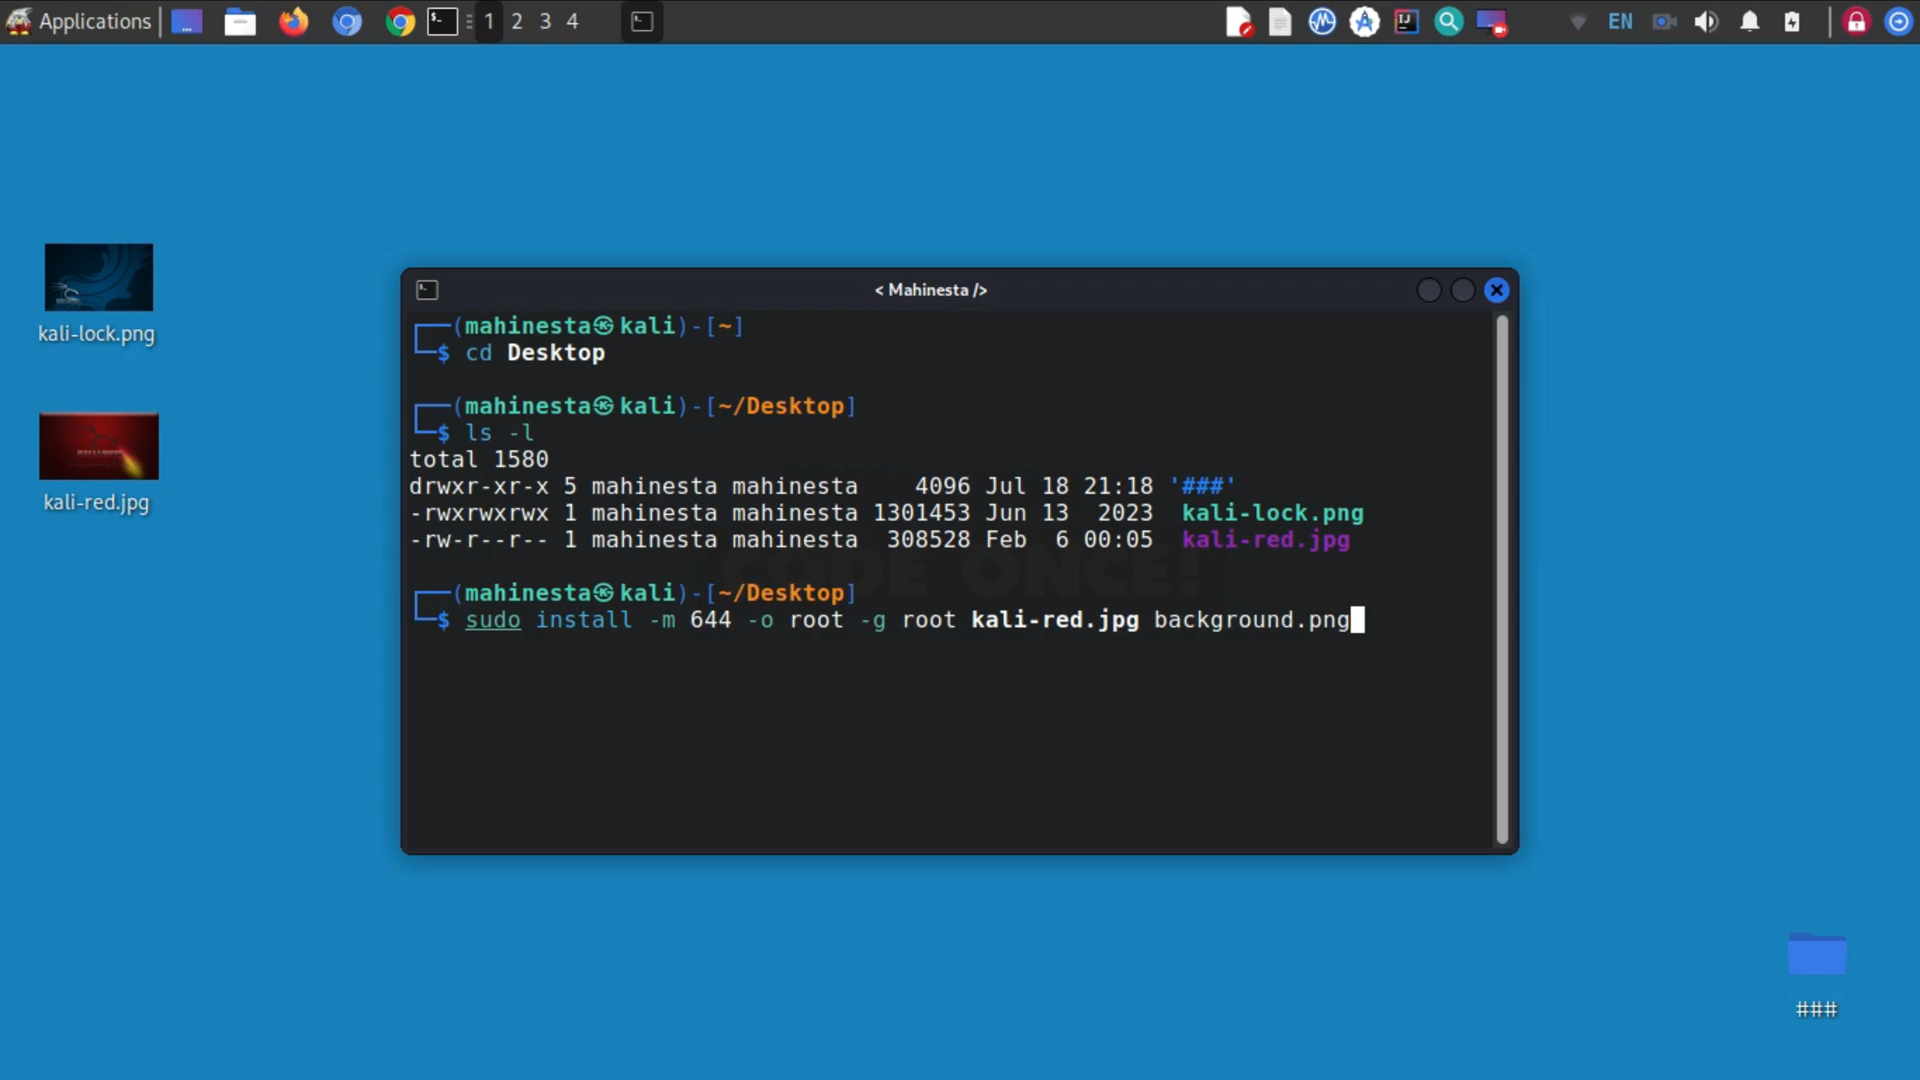 Applications
1 2 3 4
EN
kali-lock.png
kali-red.jpg
< Mahinesta />
(mahinesta㉿kali)-[~]
$ cd Desktop
(mahinesta㉿kali)-[~/Desktop]
$ ls -l
total 1580
drwxr-xr-x 5 mahinesta mahinesta    4096 Jul 18 21:18 '###'
-rwxrwxrwx 1 mahinesta mahinesta 1301453 Jun 13  2023  kali-lock.png
-rw-r--r-- 1 mahinesta mahinesta  308528 Feb  6 00:05  kali-red.jpg
CODE ONCE!
(mahinesta㉿kali)-[~/Desktop]
$ sudo install -m 644 -o root -g root kali-red.jpg background.png
###